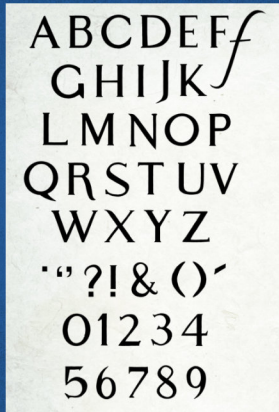 ABCDEFf
GHIJK
LMNOP
QRSTUV
WXYZ
·“”?!&()´
01234
56789